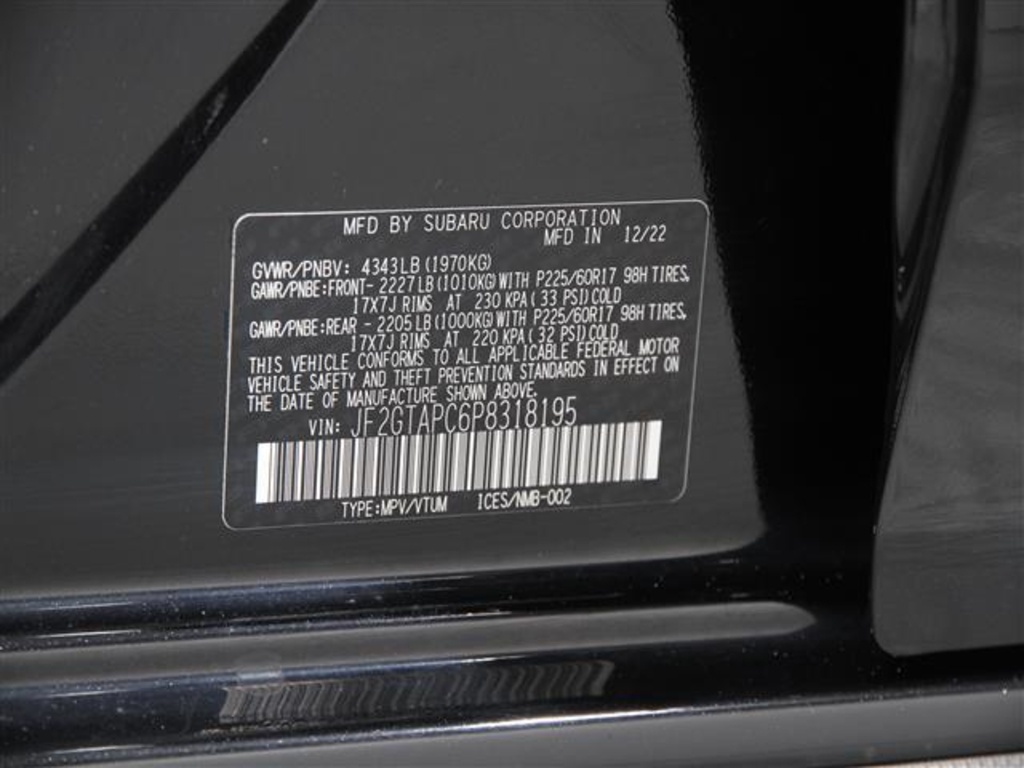 MFD BY SUBARU CORPORATION
MFD IN 12/22
GVWR/PNBV: 4343LB (1970KG)
GAWR/PNBE:FRONT- 2227LB (1010KG) WITH P225/60R17 98H TIRES,
17X7J RIMS AT 230 KPA ( 33 PSI) COLD
GAWR/PNBE:REAR - 2205LB (1000KG) WITH P225/60R17 98H TIRES,
17X7J RIMS AT 220 KPA ( 32 PSI) COLD
THIS VEHICLE CONFORMS TO ALL APPLICABLE FEDERAL MOTOR
VEHICLE SAFETY AND THEFT PREVENTION STANDARDS IN EFFECT ON
THE DATE OF MANUFACTURE SHOWN ABOVE.
VIN: JF2GTAPC6P8318195
TYPE:MPV/VTUM ICES/NMB-002